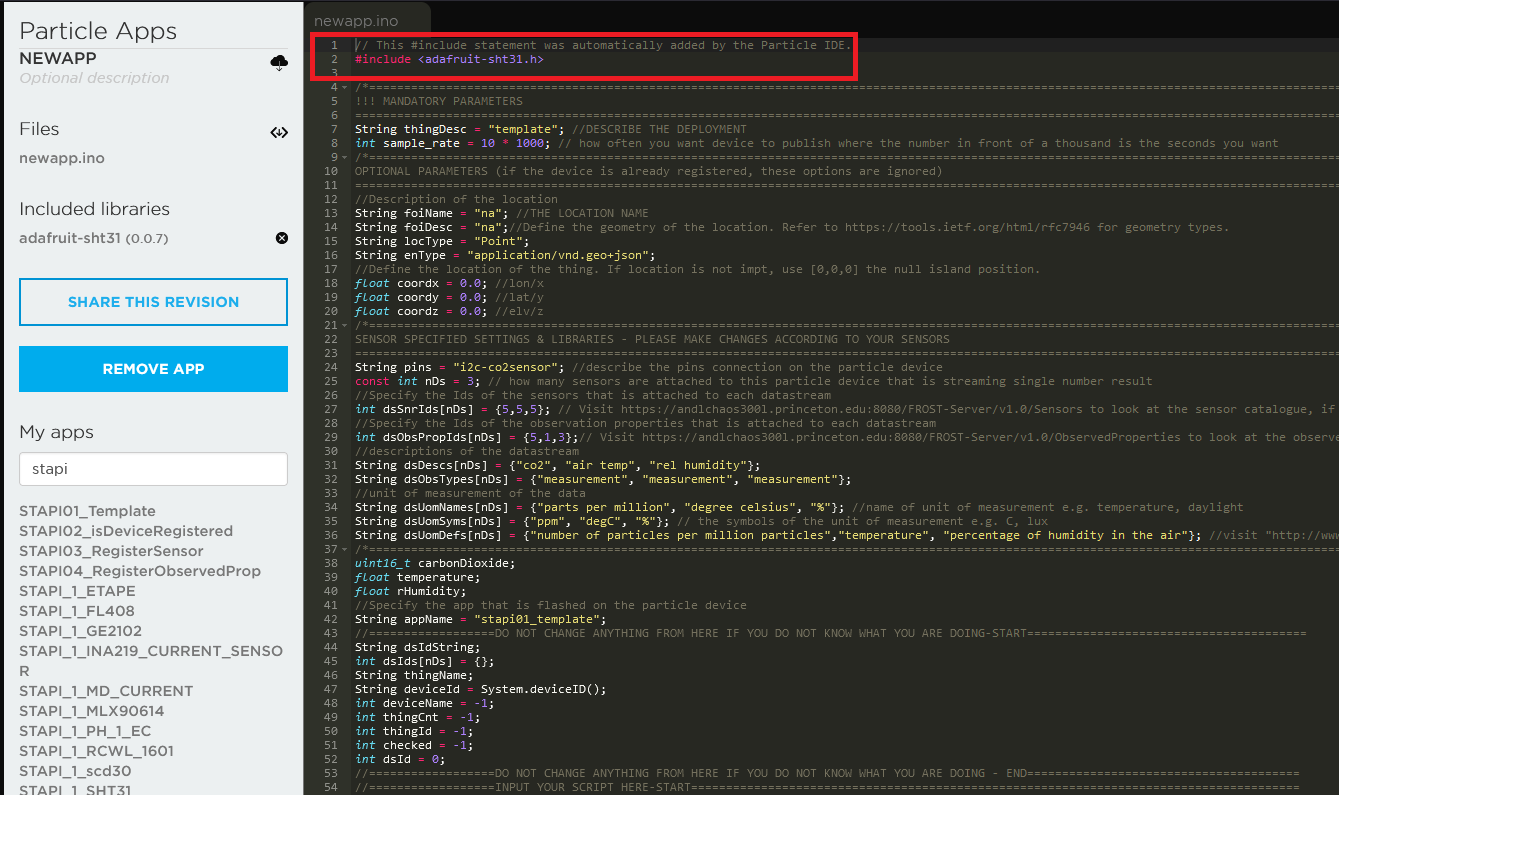 Particle Apps
NEWAPP
Optional description
Files
newapp.ino
Included libraries
adafruit-sht31 (0.0.7)
SHARE THIS REVISION
REMOVE APP
My apps
stapi
STAPI01_Template
STAPI02_isDeviceRegistered
STAPI03_RegisterSensor
STAPI04_RegisterObservedProp
STAPI_1_ETAPE
STAPI_1_FL408
STAPI_1_GE2102
STAPI_1_INA219_CURRENT_SENSO
R
STAPI_1_MD_CURRENT
STAPI_1_MLX90614
STAPI_1_PH_1_EC
STAPI_1_RCWL_1601
STAPI_1_scd30
STAPI_1_SHT31
newapp.ino
1 // This #include statement was automatically added by the Particle IDE.
2 #include <adafruit-sht31.h>
3
4 /*==========================================================================================================================================
5 !!! MANDATORY PARAMETERS
6 ============================================================================================================================================
7 String thingDesc = "template"; //DESCRIBE THE DEPLOYMENT
8 int sample_rate = 10 * 1000; // how often you want device to publish where the number in front of a thousand is the seconds you want
9 /*==========================================================================================================================================
10 OPTIONAL PARAMETERS (if the device is already registered, these options are ignored)
11 ============================================================================================================================================
12 //Description of the location
13 String foiName = "na"; //THE LOCATION NAME
14 String foiDesc = "na";//Define the geometry of the location. Refer to https://tools.ietf.org/html/rfc7946 for geometry types.
15 String locType = "Point";
16 String enType = "application/vnd.geo+json";
17 //Define the location of the thing. If location is not impt, use [0,0,0] the null island position.
18 float coordx = 0.0; //lon/x
19 float coordy = 0.0; //lat/y
20 float coordz = 0.0; //elv/z
21 /*==========================================================================================================================================
22 SENSOR SPECIFIED SETTINGS & LIBRARIES - PLEASE MAKE CHANGES ACCORDING TO YOUR SENSORS
23 ============================================================================================================================================
24 String pins = "i2c-co2sensor"; //describe the pins connection on the particle device
25 const int nDs = 3; // how many sensors are attached to this particle device that is streaming single number result
26 //Specify the Ids of the sensors that is attached to each datastream
27 int dsSnrIds[nDs] = {5,5,5}; // Visit https://andlchaos300l.princeton.edu:8080/FROST-Server/v1.0/Sensors to look at the sensor catalogue, if
28 //Specify the Ids of the observation properties that is attached to each datastream
29 int dsObsPropIds[nDs] = {5,1,3};// Visit https://andlchaos300l.princeton.edu:8080/FROST-Server/v1.0/ObservedProperties to look at the observe
30 //descriptions of the datastream
31 String dsDescs[nDs] = {"co2", "air temp", "rel humidity"};
32 String dsObsTypes[nDs] = {"measurement", "measurement", "measurement"};
33 //unit of measurement of the data
34 String dsUomNames[nDs] = {"parts per million", "degree celsius", "%"}; //name of unit of measurement e.g. temperature, daylight
35 String dsUomSyms[nDs] = {"ppm", "degC", "%"}; // the symbols of the unit of measurement e.g. C, lux
36 String dsUomDefs[nDs] = {"number of particles per million particles","temperature", "percentage of humidity in the air"}; //visit "http://www
37 /*==========================================================================================================================================
38 uint16_t carbonDioxide;
39 float temperature;
40 float rHumidity;
41 //Specify the app that is flashed on the particle device
42 String appName = "stapi01_template";
43 //==================DO NOT CHANGE ANYTHING FROM HERE IF YOU DO NOT KNOW WHAT YOU ARE DOING-START========================================
44 String dsIdString;
45 int dsIds[nDs] = {};
46 String thingName;
47 String deviceId = System.deviceID();
48 int deviceName = -1;
49 int thingCnt = -1;
50 int thingId = -1;
51 int checked = -1;
52 int dsId = 0;
53 //==================DO NOT CHANGE ANYTHING FROM HERE IF YOU DO NOT KNOW WHAT YOU ARE DOING - END=======================================
54 //==================INPUT YOUR SCRIPT HERE-START=======================================================================================